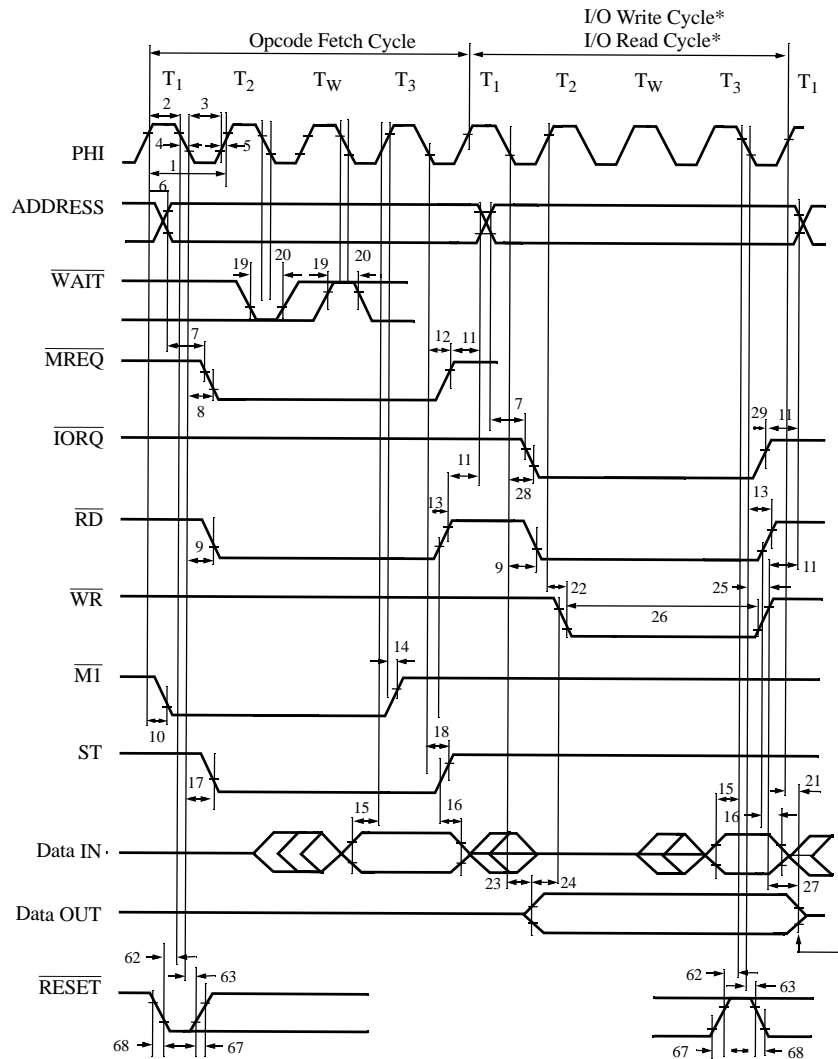 I/O Write Cycle*
Opcode Fetch Cycle I/O Read Cycle*
T1 T2 TW T3 T1 T2 TW T3 T1
2 3
PHI
4 5
1
6
ADDRESS
19 20 19 20
WAIT
7 12 11
MREQ
8
7 29 11
IORQ
28
11
13 13
RD
9 9 11
22 25
WR
26
14
M1
10
18
ST
17
15 16 15 16 21
Data IN
23 24 27
Data OUT
62 63 62 63
RESET
68 67 67 68